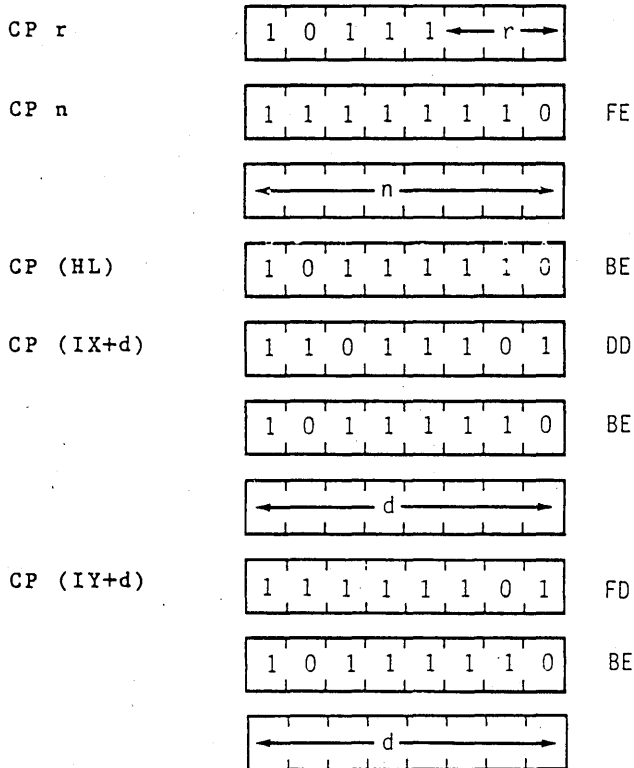 CP r 1 0 1 1 1 r
CP n 1 1 1 1 1 1 1 0 FE
n
CP (HL) 1 0 1 1 1 1 1 0 BE
CP (IX+d) 1 1 0 1 1 1 0 1 DD
1 0 1 1 1 1 1 0 BE
d
CP (IY+d) 1 1 1 1 1 1 0 1 FD
1 0 1 1 1 1 1 0 BE
d